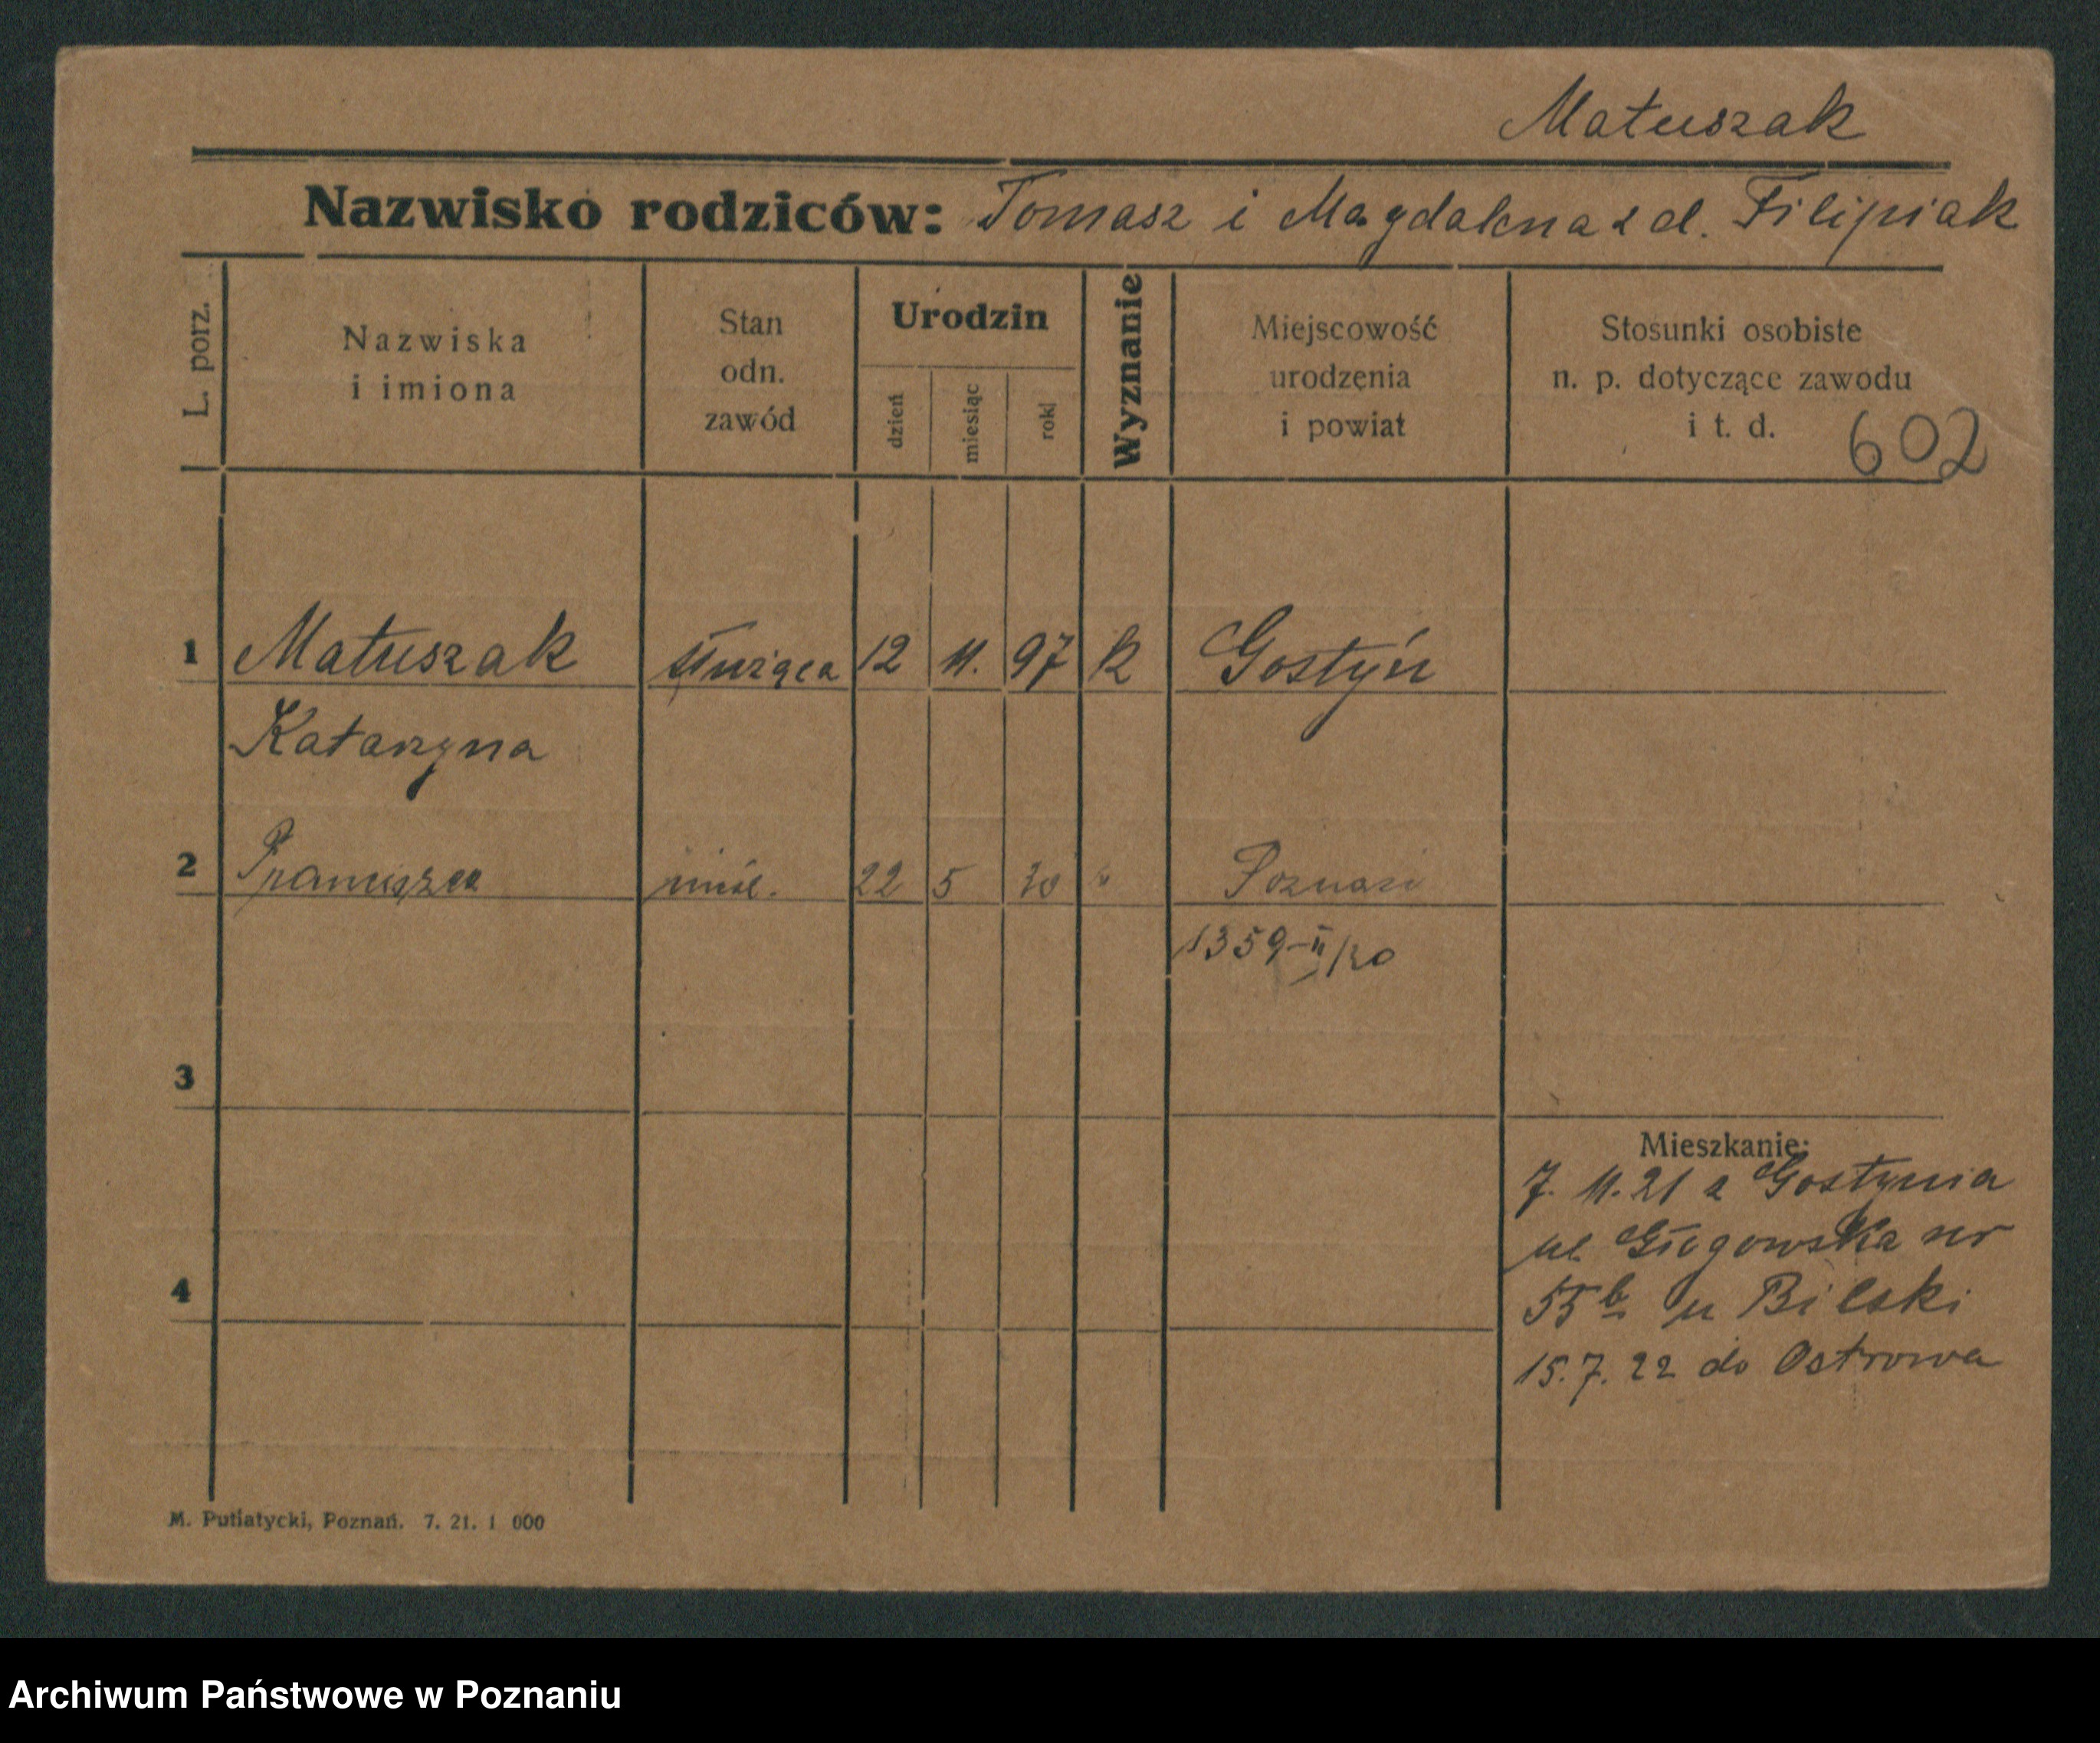 Matuszak
Nazwisko rodziców: Tomasz i Magdalena z d. Filipiak
L. porz.
Nazwiska
i imiona
Stan
odn.
zawód
Urodzin
dzień
miesiąc
rok
Wyznanie
Miejscowość
urodzenia
i powiat
Stosunki osobiste
n. p. dotyczące zawodu
i t. d.
602
1 Matuszak służąca 12 11. 97 k Gostyń
Katarzyna
2 Franciszka 22 5 20 " Poznań
1359-II/20
3
Mieszkanie:
7. 11. 21 z Gostynia
ul. Głogowska nr
4
55b u Bilski
15. 7. 22 do Ostrowa
M. Putiatycki, Poznań. 7. 21. 1 000
Archiwum Państwowe w Poznaniu